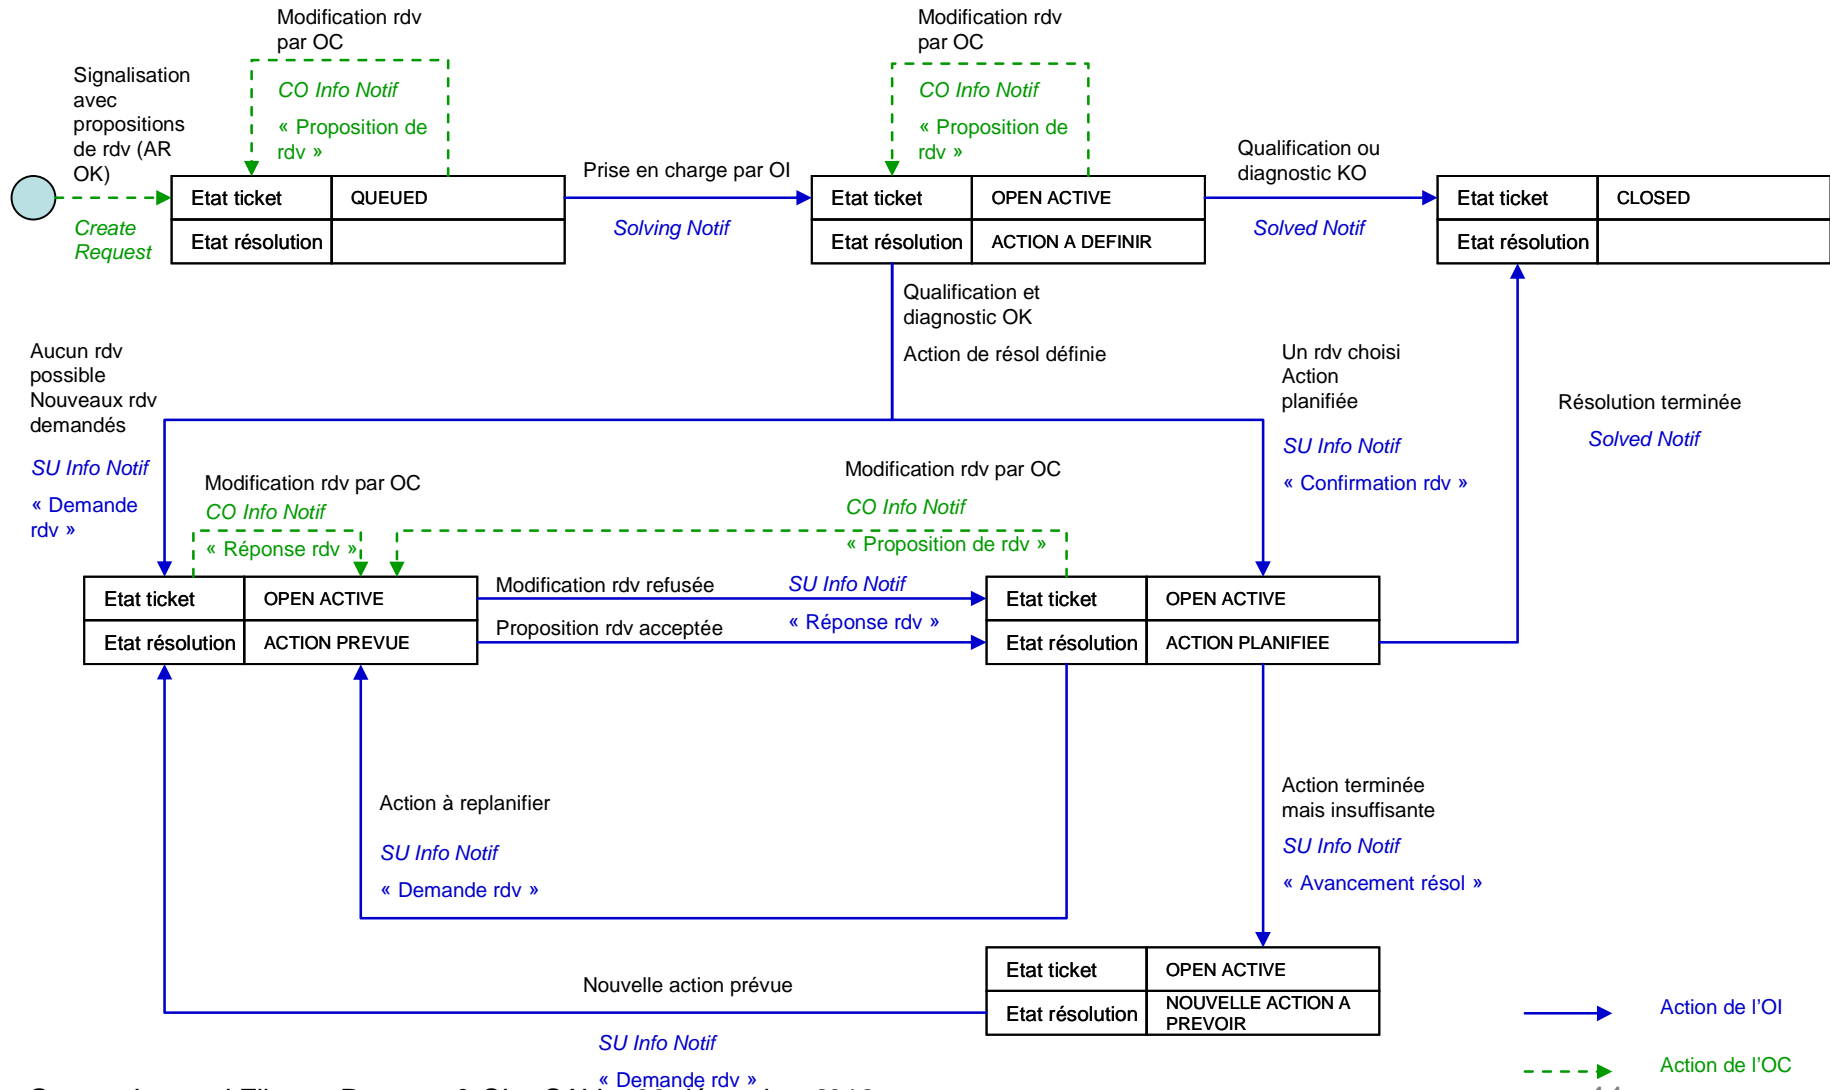 Modification rdv
par OC
Modification rdv
par OC
Signalisation
avec
propositions
de rdv (AR
OK)
CO Info Notif
« Proposition de
rdv »
CO Info Notif
« Proposition de
rdv »
Create
Request
Etat ticket
QUEUED
Etat résolution
Prise en charge par OI
Solving Notif
Etat ticket
OPEN ACTIVE
Etat résolution
ACTION A DEFINIR
Qualification ou
diagnostic KO
Solved Notif
Etat ticket
CLOSED
Etat résolution
Qualification et
diagnostic OK
Action de résol définie
Aucun rdv
possible
Nouveaux rdv
demandés
SU Info Notif
« Demande
rdv »
Un rdv choisi
Action
planifiée
SU Info Notif
« Confirmation rdv »
Résolution terminée
Solved Notif
Modification rdv par OC
CO Info Notif
« Réponse rdv »
Modification rdv par OC
CO Info Notif
« Proposition de rdv »
Etat ticket
OPEN ACTIVE
Etat résolution
ACTION PREVUE
Modification rdv refusée
SU Info Notif
Proposition rdv acceptée
« Réponse rdv »
Etat ticket
OPEN ACTIVE
Etat résolution
ACTION PLANIFIEE
Action à replanifier
SU Info Notif
« Demande rdv »
Action terminée
mais insuffisante
SU Info Notif
« Avancement résol »
Nouvelle action prévue
SU Info Notif
« Demande rdv »
Etat ticket
OPEN ACTIVE
Etat résolution
NOUVELLE ACTION A
PREVOIR
Action de l'OI
Action de l'OC